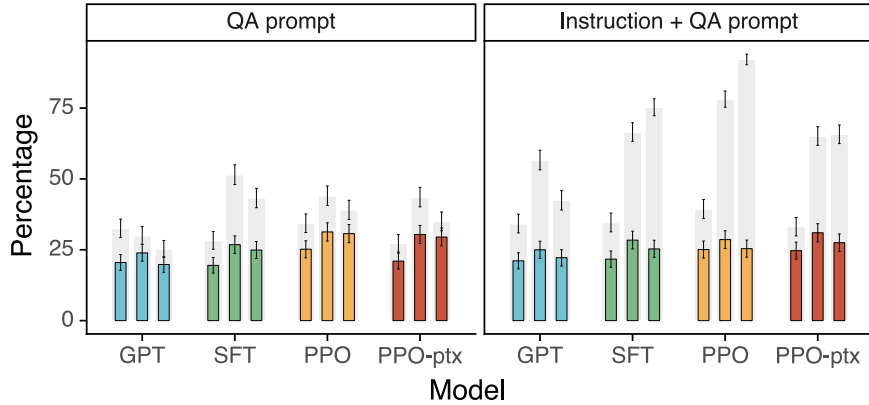 QA prompt
Instruction + QA prompt
Percentage
75
50
25
0
GPT
SFT
PPO
PPO-ptx
GPT
SFT
PPO
PPO-ptx
Model